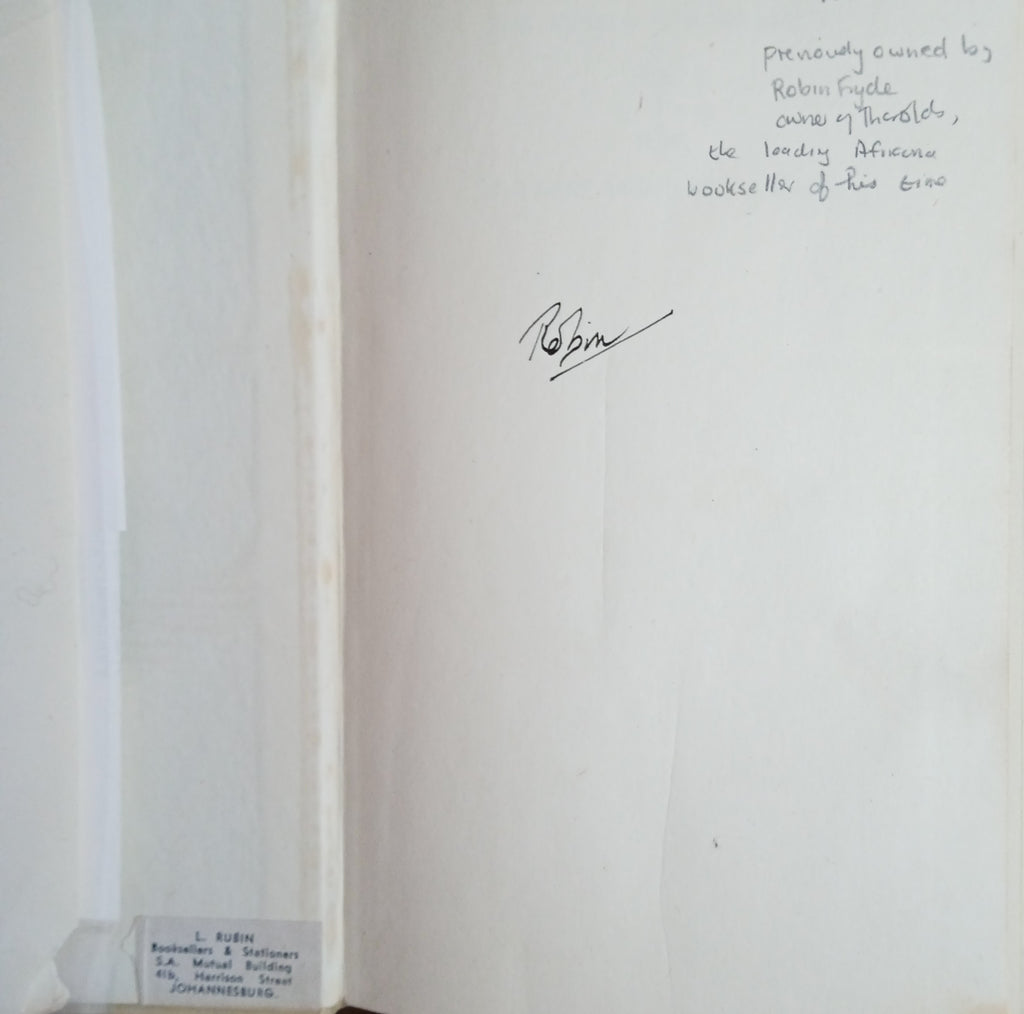 previously owned by
Robin Fryde
owner of Thorolds,
the leading Africana
bookseller of his time
Robin
L. RUBIN
Booksellers & Stationers
S.A. Mutual Building
41b, Harrison Street
JOHANNESBURG.